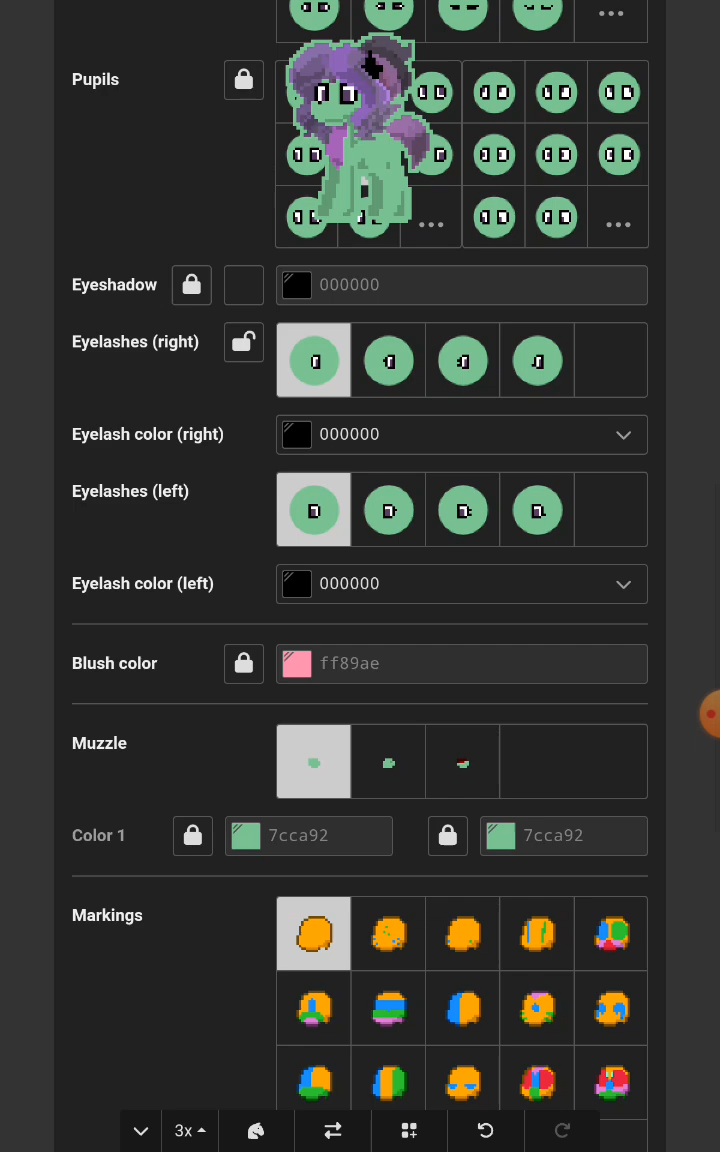 Pupils
Eyeshadow
000000
Eyelashes (right)
Eyelash color (right)
000000
Eyelashes (left)
Eyelash color (left)
000000
Blush color
ff89ae
Muzzle
Color 1
7cca92
7cca92
Markings
3x